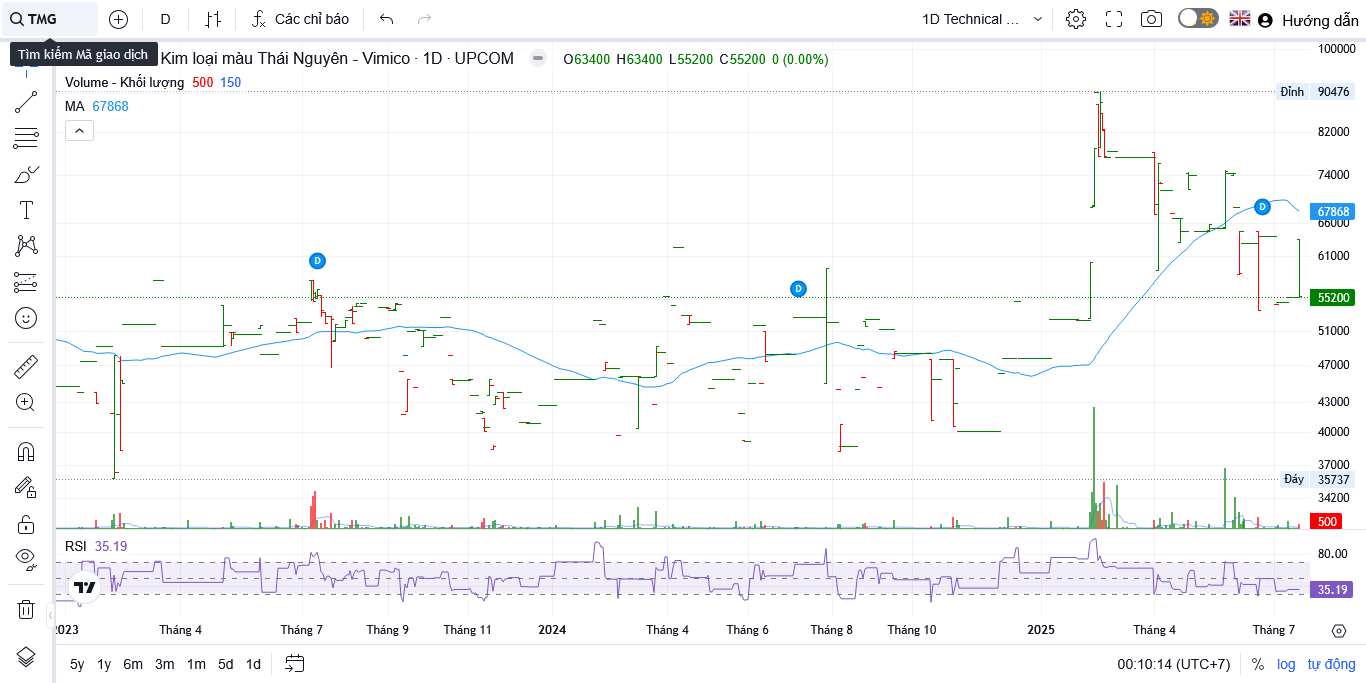 TMG
D
Các chỉ báo
1D Technical ...
Hướng dẫn
Tìm kiếm Mã giao dịch
Kim loại màu Thái Nguyên - Vimico · 1D · UPCOM
O63400 H63400 L55200 C55200 0 (0.00%)
Volume - Khối lượng 500 150
MA 67868
100000
Đỉnh 90476
82000
74000
67868
66000
61000
55200
51000
47000
43000
40000
37000
Đáy 35737
34200
500
D
D
D
RSI 35.19
80.00
35.19
2023
Tháng 4
Tháng 7
Tháng 9
Tháng 11
2024
Tháng 4
Tháng 6
Tháng 8
Tháng 10
2025
Tháng 4
Tháng 7
5y 1y 6m 3m 1m 5d 1d
00:10:14 (UTC+7)
% log tự động